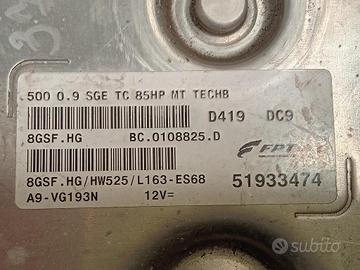 500 0.9 SGE TC 85HP MT TECHB
D419 DC9
8GSF.HG BC.0108825.D
FPT
8GSF.HG/HW525/L163-ES68 51933474
A9-VG193N 12V=
subito